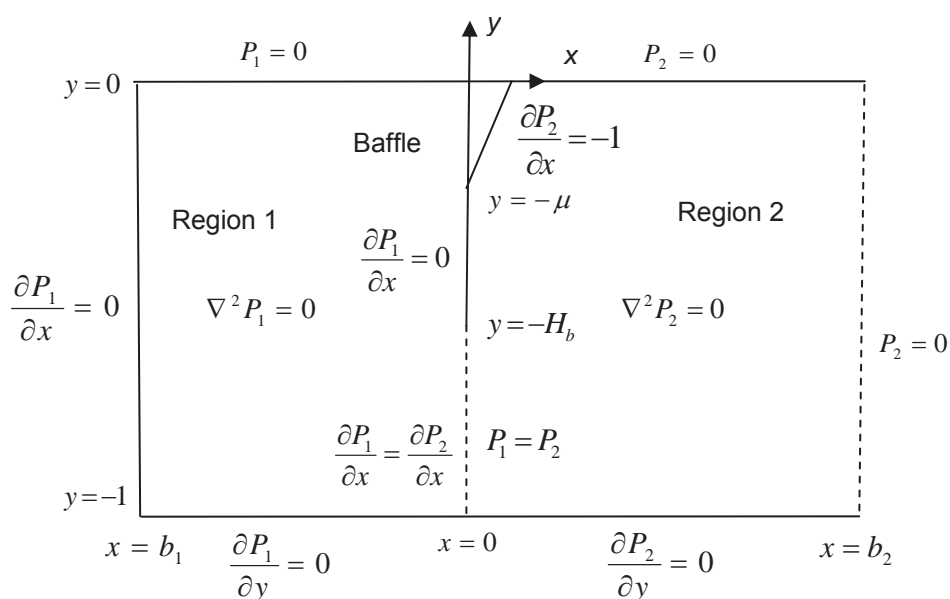 y
P₁ = 0
x
P₂ = 0
y = 0
∂P₂/∂x = −1
Baffle
y = −μ
Region 1
Region 2
∂P₁/∂x = 0
∂P₁/∂x = 0
∇²P₁ = 0
y = −H_b
∇²P₂ = 0
P₂ = 0
∂P₁/∂x = ∂P₂/∂x
P₁ = P₂
y = −1
x = b₁
∂P₁/∂y = 0
x = 0
∂P₂/∂y = 0
x = b₂